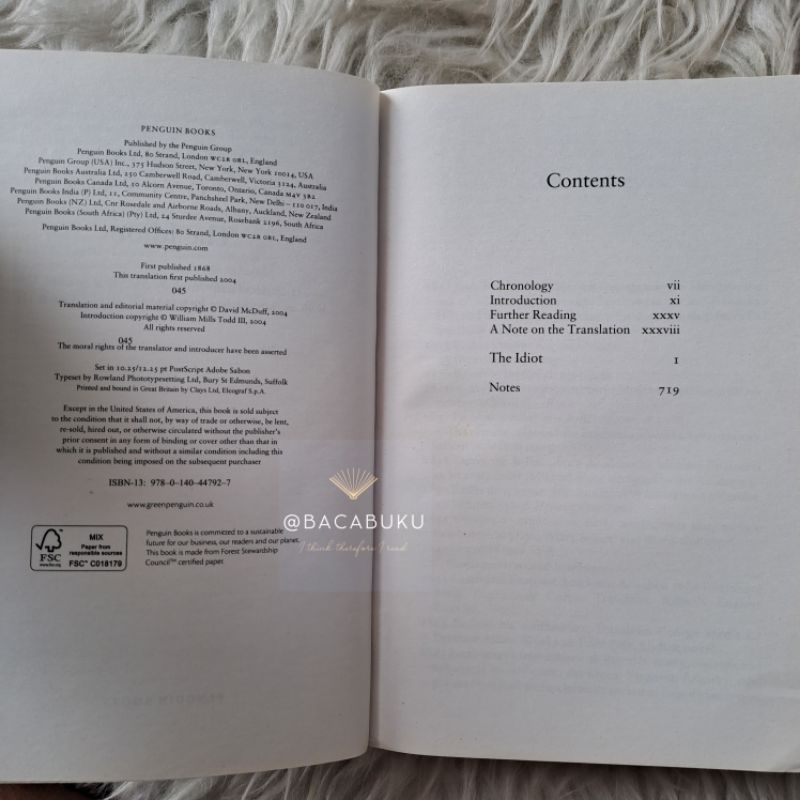 PENGUIN BOOKS
Published by the Penguin Group
Penguin Books Ltd, 80 Strand, London WC2R 0RL, England
Penguin Group (USA) Inc., 375 Hudson Street, New York, New York 10014, USA
Penguin Books Australia Ltd, 250 Camberwell Road, Camberwell, Victoria 3124, Australia
Penguin Books Canada Ltd, 10 Alcorn Avenue, Toronto, Ontario, Canada M4V 3B2
Penguin Books India (P) Ltd, 11, Community Centre, Panchsheel Park, New Delhi – 110 017, India
Penguin Books (NZ) Ltd, Cnr Rosedale and Airborne Roads, Albany, Auckland, New Zealand
Penguin Books (South Africa) (Pty) Ltd, 24 Sturdee Avenue, Rosebank 2196, South Africa
Penguin Books Ltd, Registered Offices: 80 Strand, London WC2R 0RL, England
www.penguin.com
First published 1868
This translation first published 2004
045
Translation and editorial material copyright © David McDuff, 2004
Introduction copyright © William Mills Todd III, 2004
All rights reserved
045
The moral rights of the translator and introducer have been asserted
Set in 10.25/12.25 pt PostScript Adobe Sabon
Typeset by Rowland Phototypesetting Ltd, Bury St Edmunds, Suffolk
Printed and bound in Great Britain by Clays Ltd, Elcograf S.p.A.
Except in the United States of America, this book is sold subject
to the condition that it shall not, by way of trade or otherwise, be lent,
re-sold, hired out, or otherwise circulated without the publisher's
prior consent in any form of binding or cover other than that in
which it is published and without a similar condition including this
condition being imposed on the subsequent purchaser
ISBN-13: 978-0-140-44792-7
www.greenpenguin.co.uk
FSC
www.fsc.org
MIX
Paper from
responsible sources
FSC® C018179
Penguin Books is committed to a sustainable
future for our business, our readers and our planet.
This book is made from Forest Stewardship
Council™ certified paper.
@BACABUKU
I think therefore I read
Contents
Chronology vii
Introduction xi
Further Reading xxxv
A Note on the Translation xxxviii
The Idiot 1
Notes 719